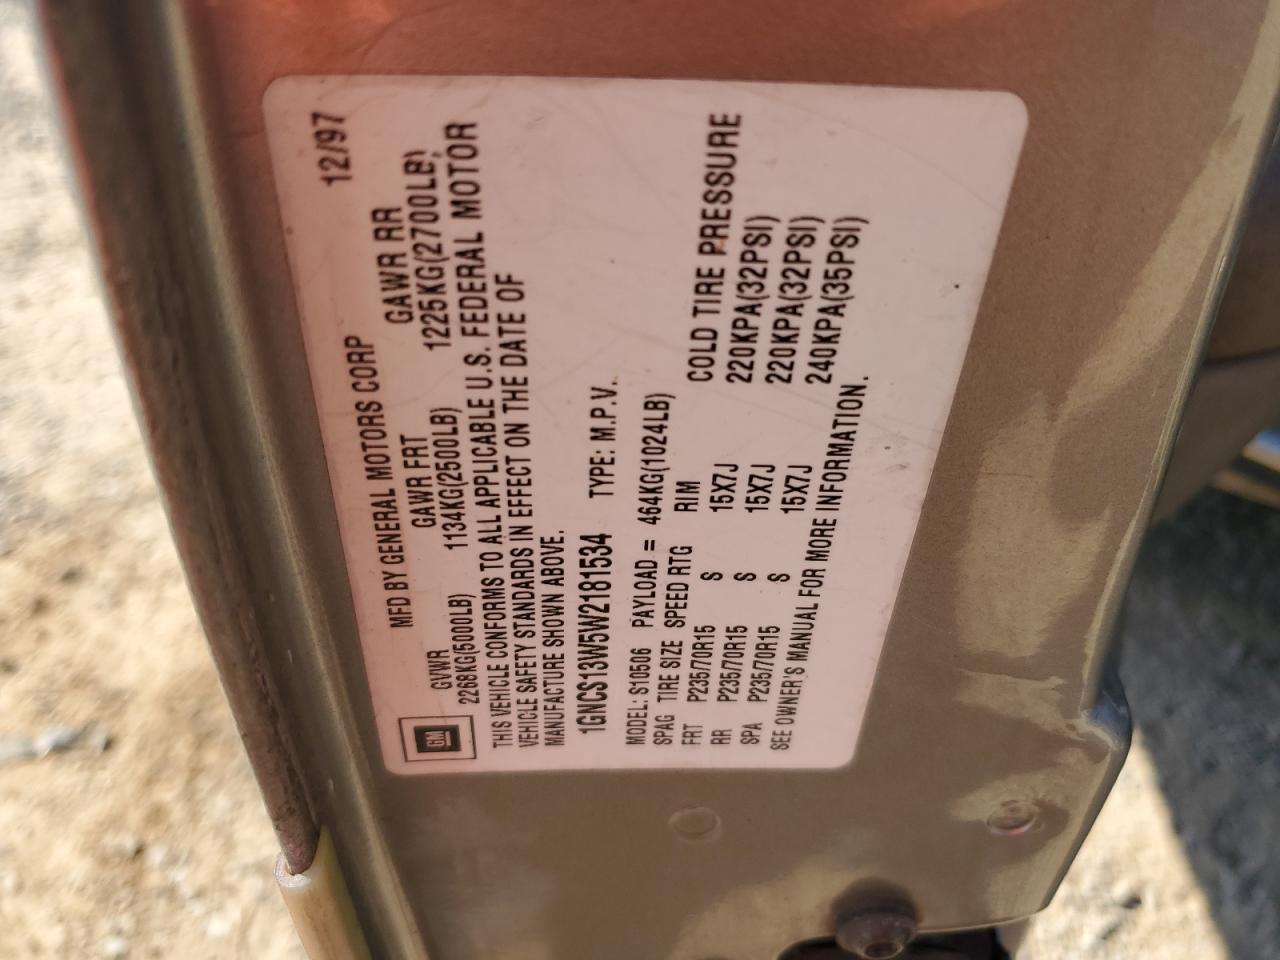 MFD BY GENERAL MOTORS CORP 12/97
GM
GVWR GAWR FRT GAWR RR
2268KG(5000LB) 1134KG(2500LB) 1225KG(2700LB)
THIS VEHICLE CONFORMS TO ALL APPLICABLE U.S. FEDERAL MOTOR
VEHICLE SAFETY STANDARDS IN EFFECT ON THE DATE OF
MANUFACTURE SHOWN ABOVE.
1GNCS13W5W2181534 TYPE: M.P.V.
MODEL: S10506 PAYLOAD = 464KG(1024LB)
SPAG TIRE SIZE SPEED RTG RIM COLD TIRE PRESSURE
FRT P235/70R15 S 15X7J 220KPA(32PSI)
RR P235/70R15 S 15X7J 220KPA(32PSI)
SPA P235/70R15 S 15X7J 240KPA(35PSI)
SEE OWNER'S MANUAL FOR MORE INFORMATION.